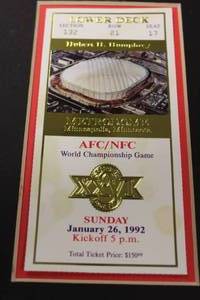 LOWER DECK
SECTION ROW SEAT
132 21 17
Hubert H. Humphrey
METRODOME
Minneapolis, Minnesota
AFC/NFC
World Championship Game
XXVI
SUNDAY
January 26, 1992
Kickoff 5 p.m.
Total Ticket Price: $150.00